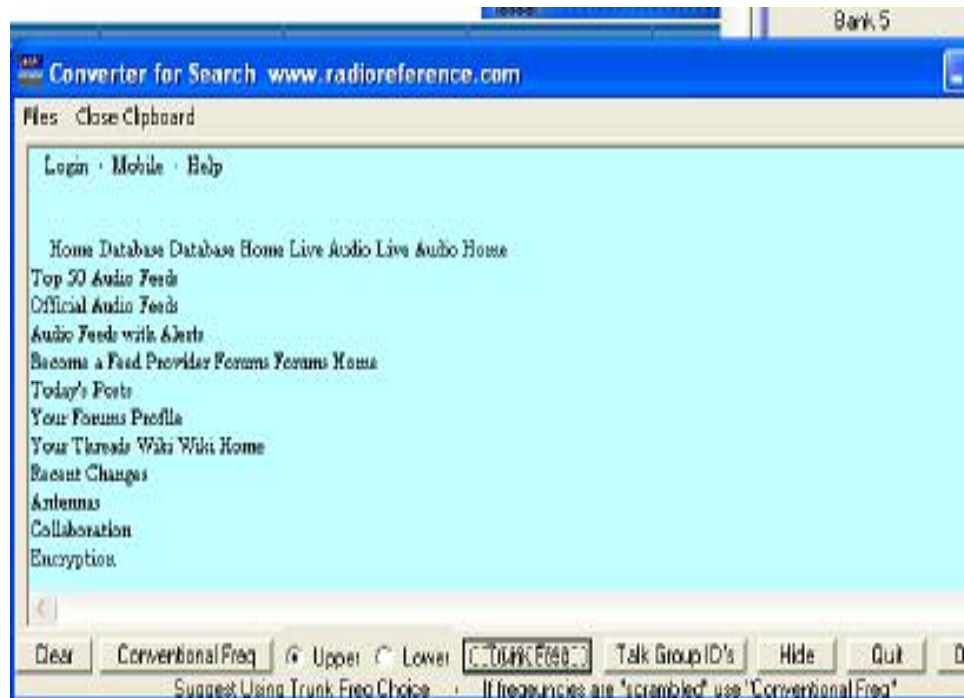 Bank 5
Converter for Search www.radioreference.com
Files Close Clipboard
Login · Mobile · Help
Home Database Database Home Live Audio Live Audio Home
Top 50 Audio Feeds
Official Audio Feeds
Audio Feeds with Alerts
Become a Feed Provider Forums Forums Home
Today's Posts
Your Forums Profile
Your Threads Wiki Wiki Home
Recent Changes
Antennas
Collaboration
Encryption
Clear Conventional Freq Upper Lower Trunk Freq Talk Group ID's Hide Quit
Suggest Using Trunk Freq Choice · If freqeuncies are "scrambled" use "Conventional Freq"